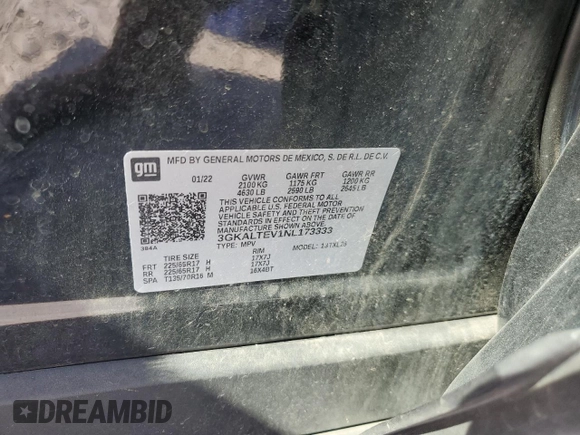 gm
MFD BY GENERAL MOTORS DE MEXICO, S. DE R.L. DE C.V.
01/22 GVWR GAWR FRT GAWR RR
2100 KG 1175 KG 1200 KG
4630 LB 2590 LB 2645 LB
THIS VEHICLE CONFORMS TO ALL
APPLICABLE U.S. FEDERAL MOTOR
VEHICLE SAFETY AND THEFT PREVENTION
STANDARDS IN EFFECT ON THE DATE OF
MANUFACTURE SHOWN ABOVE.
3GKALTEV1NL173333
TYPE: MPV MODEL:
384A
TIRE SIZE RIM
FRT 225/65R17 H 17X7J
RR 225/65R17 H 17X7J
SPA T135/70R16 M 16X4BT
DREAMBID